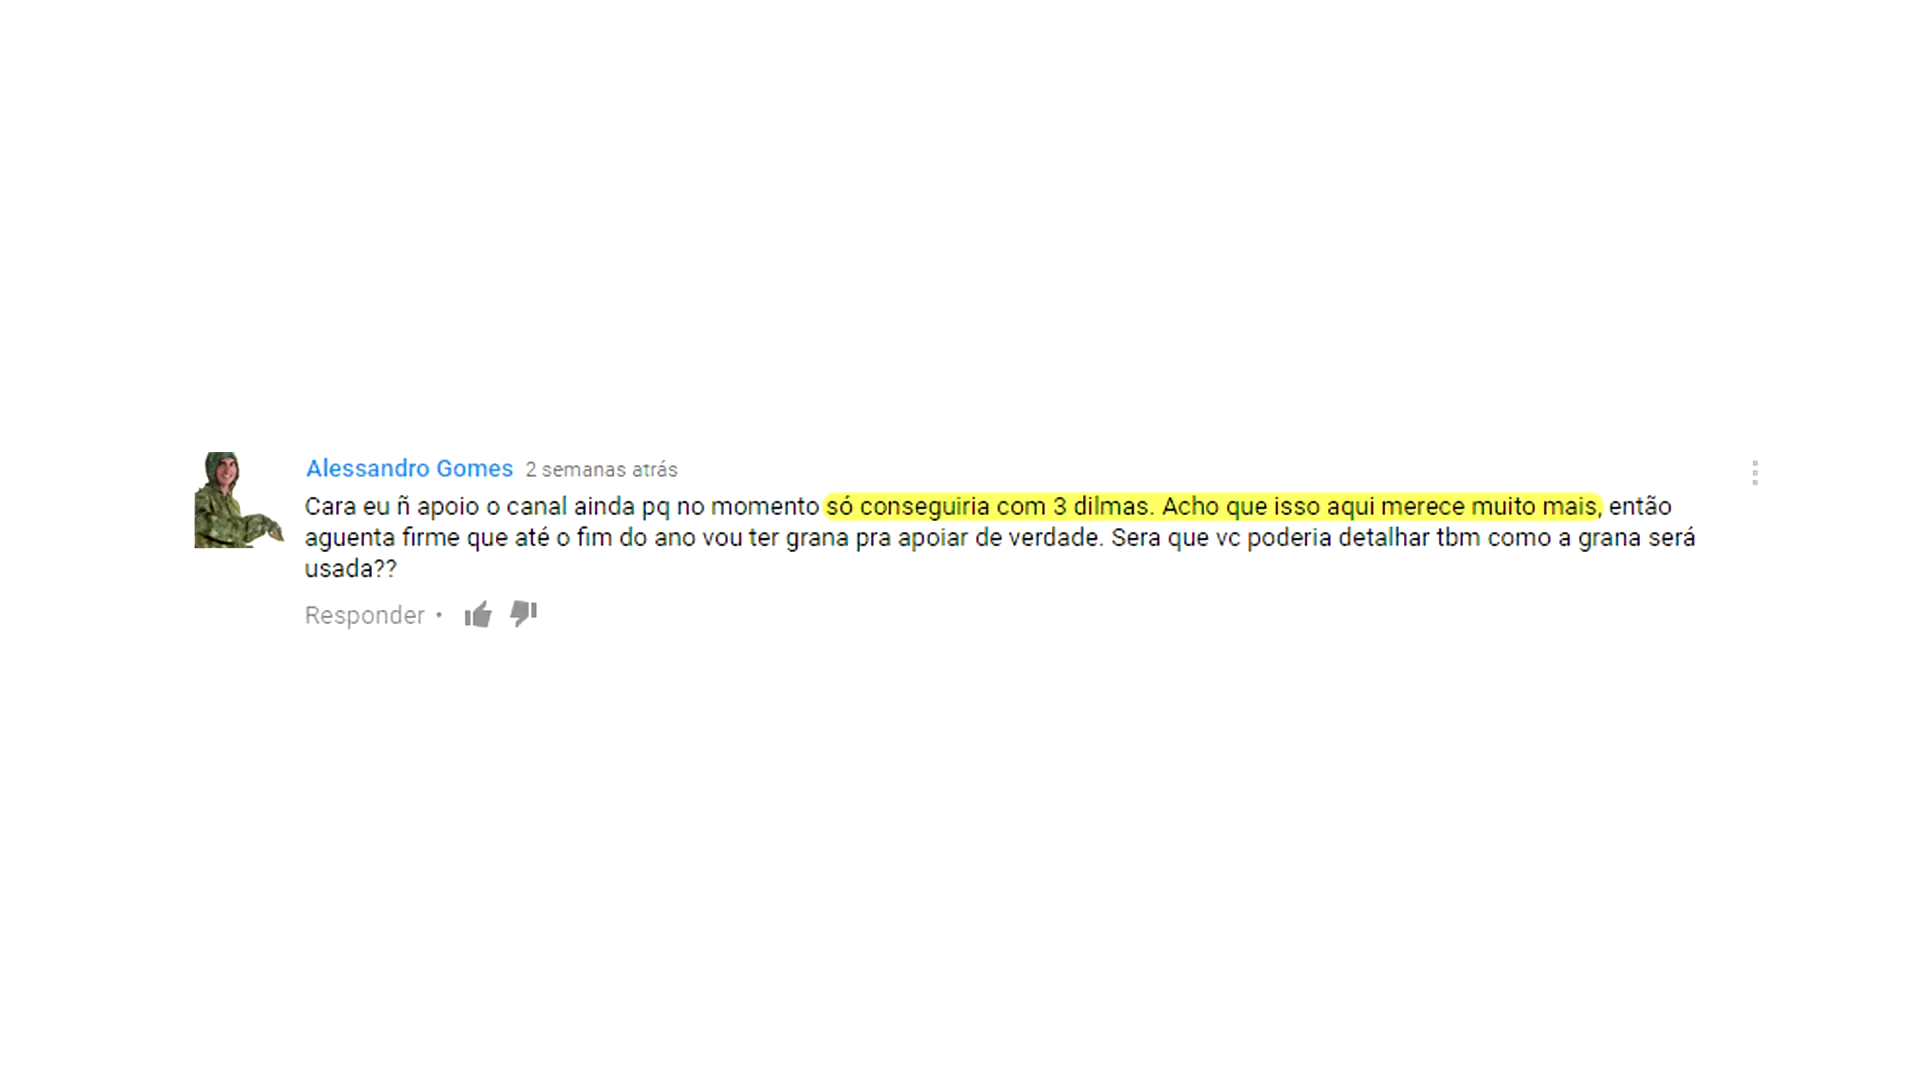 Alessandro Gomes 2 semanas atrás
Cara eu ñ apoio o canal ainda pq no momento só conseguiria com 3 dilmas. Acho que isso aqui merece muito mais, então
aguenta firme que até o fim do ano vou ter grana pra apoiar de verdade. Sera que vc poderia detalhar tbm como a grana será
usada??
Responder •